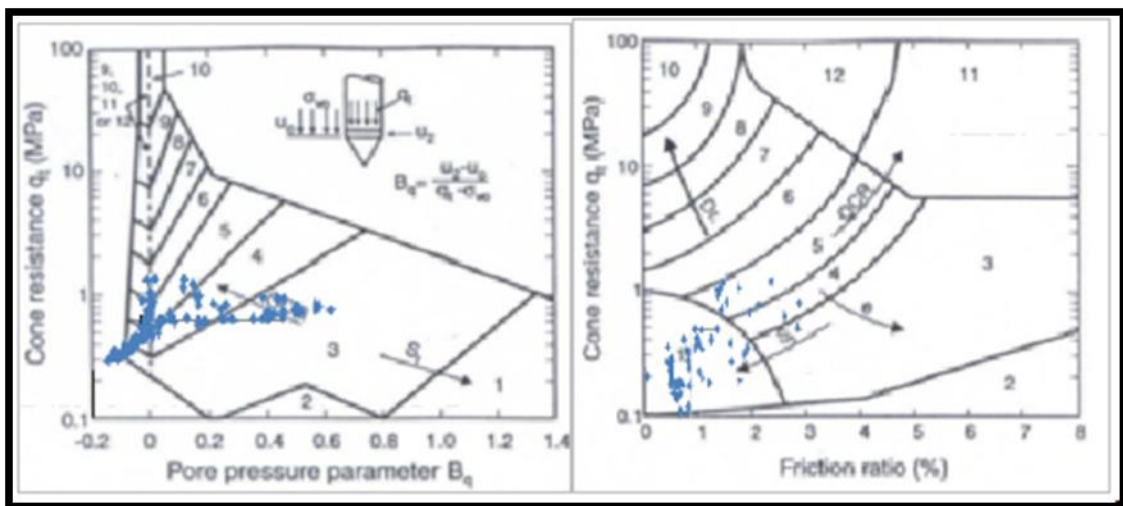 100
10
1
0.1
Cone resistance qt (MPa)
9,
10,
11
or 12
10
9
8
7
6
5
4
3
2
1
σvo
uo
qt
u2
Bq = u2-uo
qt-σvo
-0.2 0 0.2 0.4 0.6 0.8 1.0 1.2 1.4
Pore pressure parameter Bq
100
10
1
0.1
Cone resistance qt (MPa)
10
9
8
7
6
5
4
12
11
3
2
1
Dr
OCR
e
St
0 1 2 3 4 5 6 7 8
Friction ratio (%)